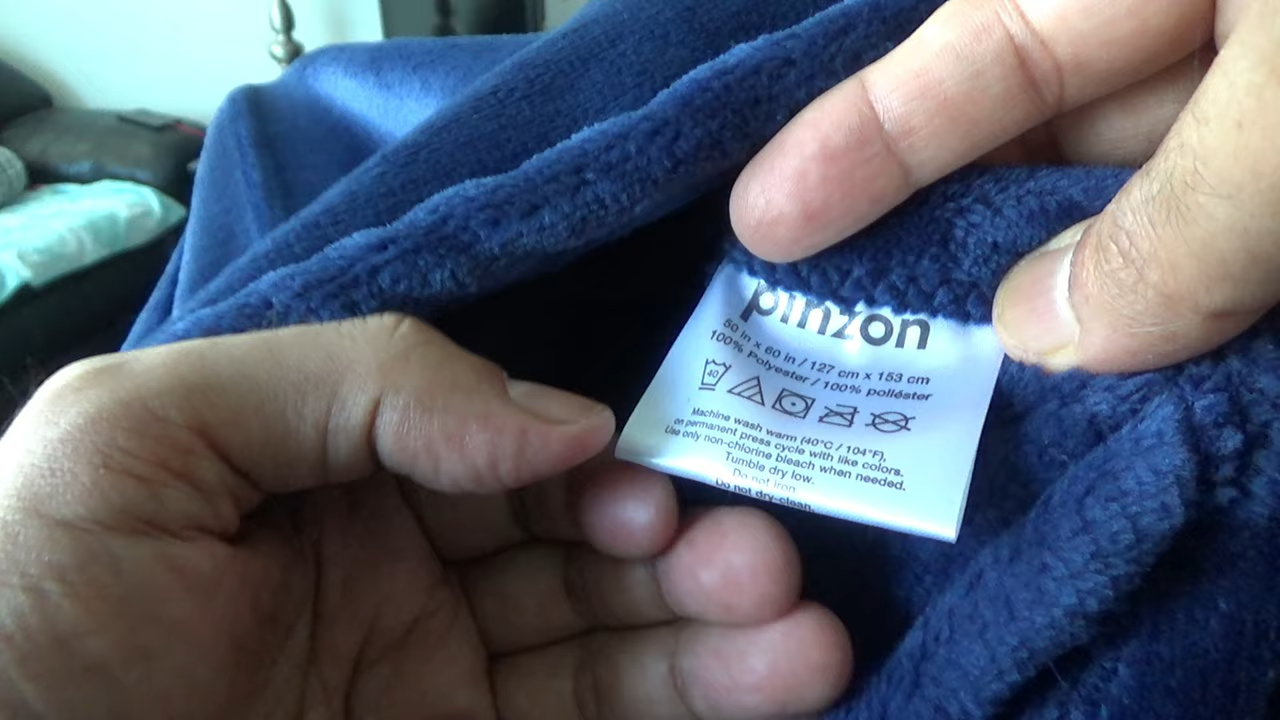 pinzon
50 in x 60 in / 127 cm x 153 cm
100% Polyester / 100% poliéster
40
Machine wash warm (40°C / 104°F),
on permanent press cycle with like colors.
Use only non-chlorine bleach when needed.
Tumble dry low.
Do not iron.
Do not dry-clean.